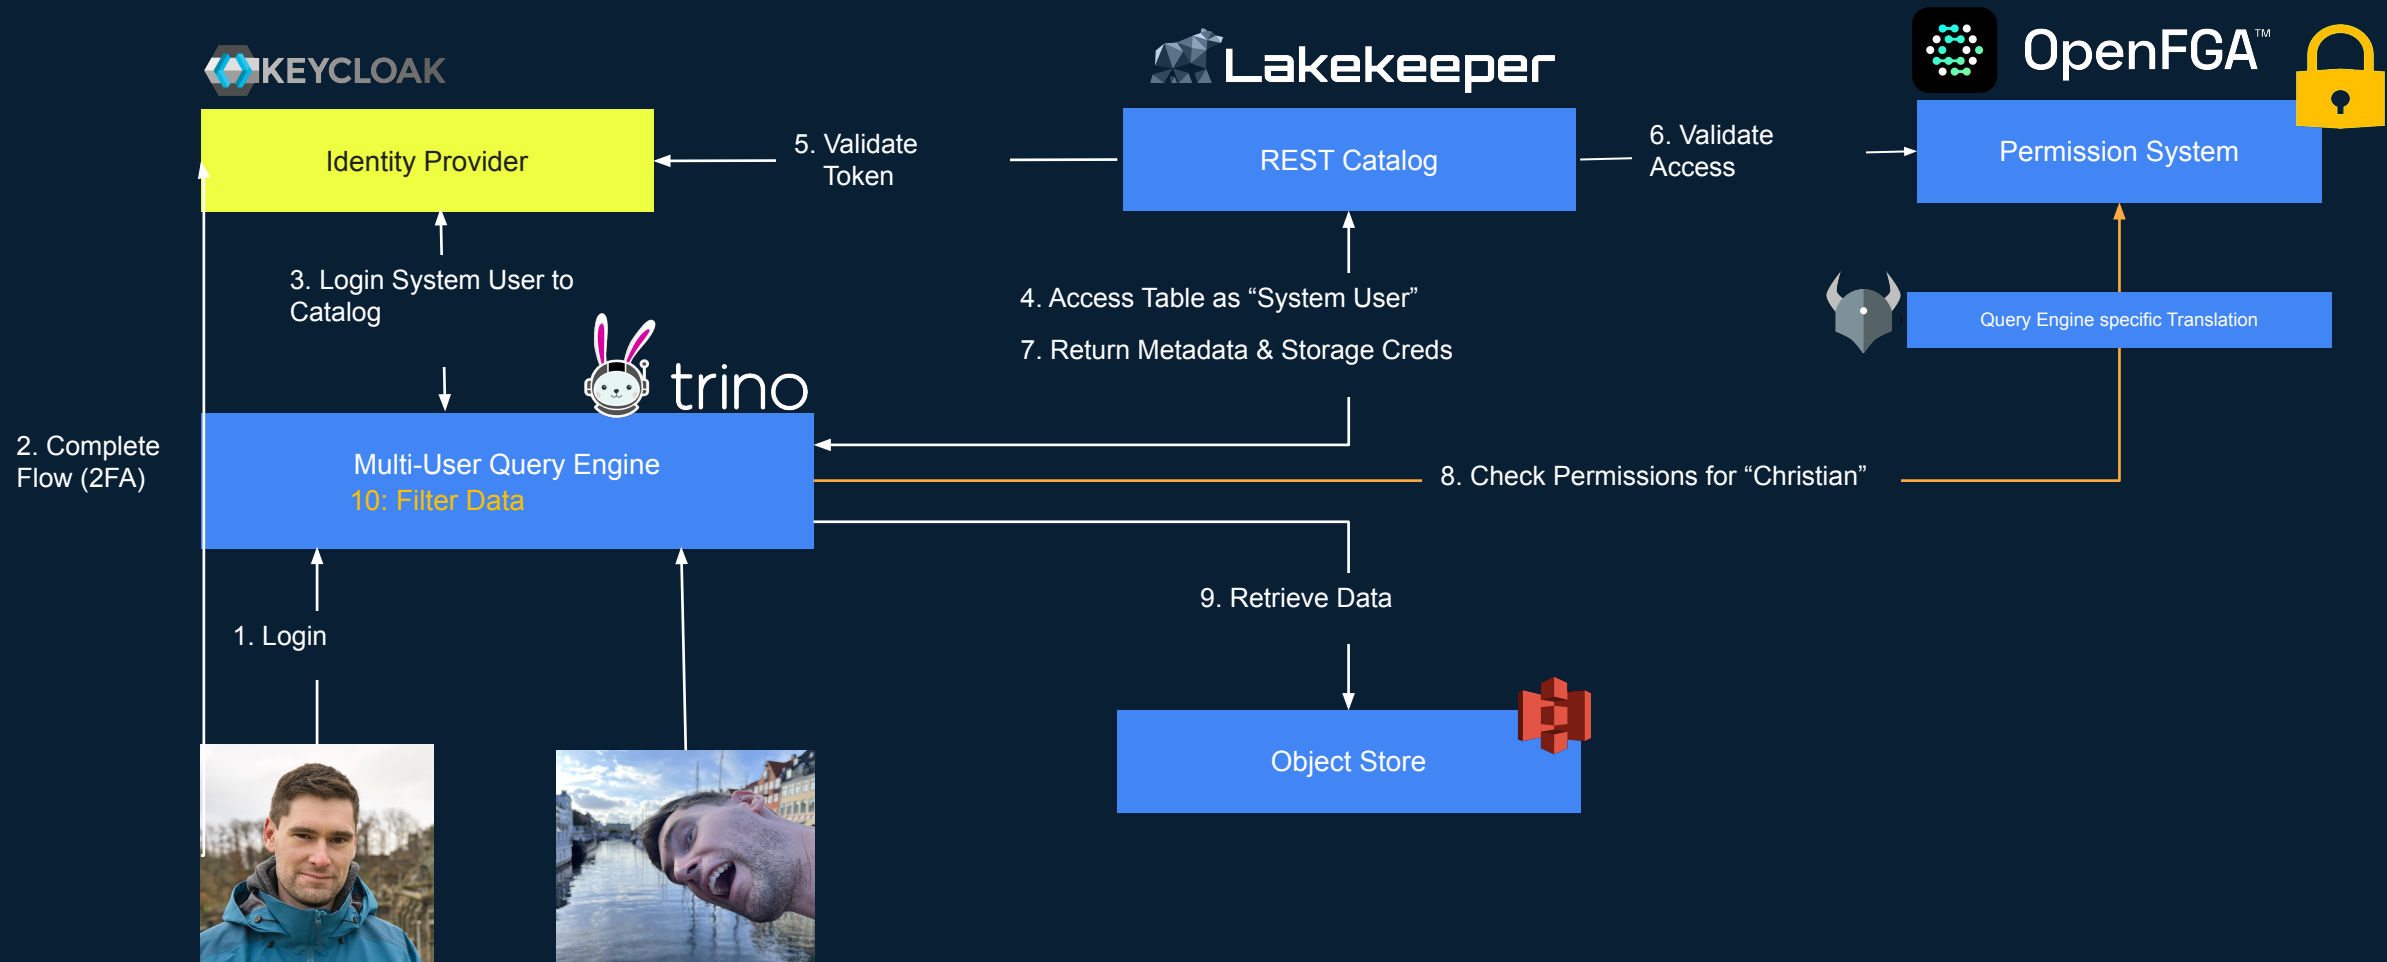 KEYCLOAK
Lakekeeper
OpenFGA™
Identity Provider
5. Validate
Token
REST Catalog
6. Validate
Access
Permission System
3. Login System User to
Catalog
4. Access Table as “System User”
7. Return Metadata & Storage Creds
Query Engine specific Translation
trino
2. Complete
Flow (2FA)
Multi-User Query Engine
10: Filter Data
8. Check Permissions for “Christian”
9. Retrieve Data
1. Login
Object Store